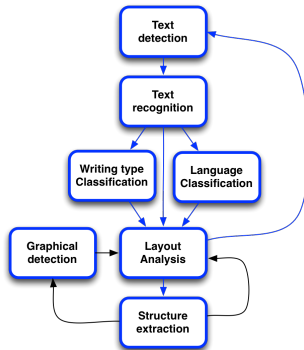 Text
detection
Text
recognition
Writing type
Classification
Language
Classification
Graphical
detection
Layout
Analysis
Structure
extraction